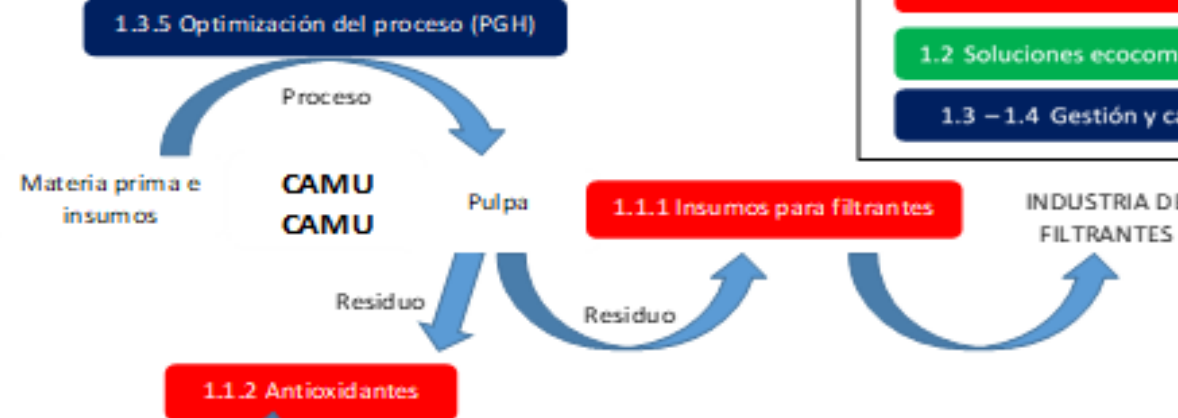 1.3.5 Optimización del proceso (PGH)
1.2 Soluciones ecocom
1.3 – 1.4 Gestión y ca
Proceso
Materia prima e
insumos
CAMU
CAMU
Pulpa
1.1.1 Insumos para filtrantes
INDUSTRIA DE
FILTRANTES
Residuo
Residuo
1.1.2 Antioxidantes